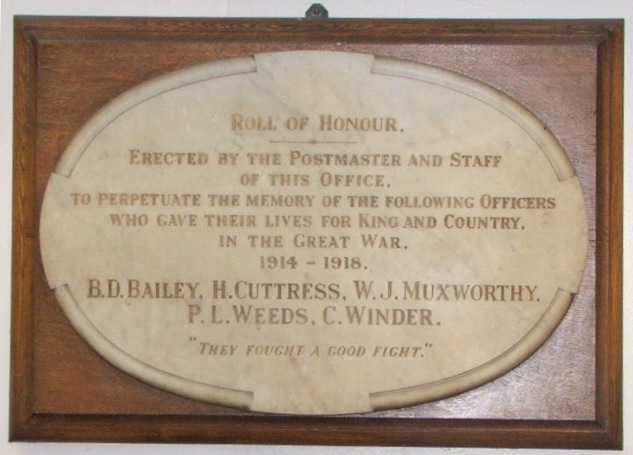 ROLL OF HONOUR.
ERECTED BY THE POSTMASTER AND STAFF
OF THIS OFFICE.
TO PERPETUATE THE MEMORY OF THE FOLLOWING OFFICERS
WHO GAVE THEIR LIVES FOR KING AND COUNTRY.
IN THE GREAT WAR.
1914 - 1918.
B.D. BAILEY, H. CUTTRESS, W.J. MUXWORTHY.
P.L. WEEDS, C. WINDER.
"THEY FOUGHT A GOOD FIGHT."